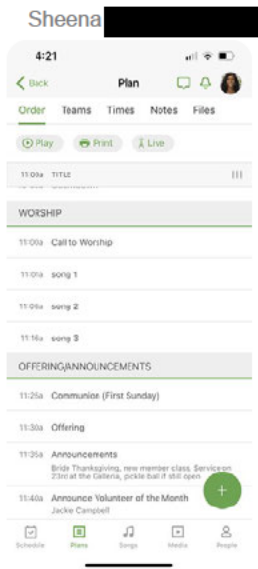 Sheena
4:21
Back
Plan
Order Teams Times Notes Files
Play Print Live
11:00a TITLE
WORSHIP
11:00a Call to Worship
11:01a song 1
11:06a song 2
11:16a song 3
OFFERING/ANNOUNCEMENTS
11:25a Communion (First Sunday)
11:30a Offering
11:35a Announcements
Bride Thanksgiving, new member class, Service on
23rd at the Galleria, pickle ball if still open
11:40a Announce Volunteer of the Month
Jackie Campbell
Schedule Plans Songs Media People